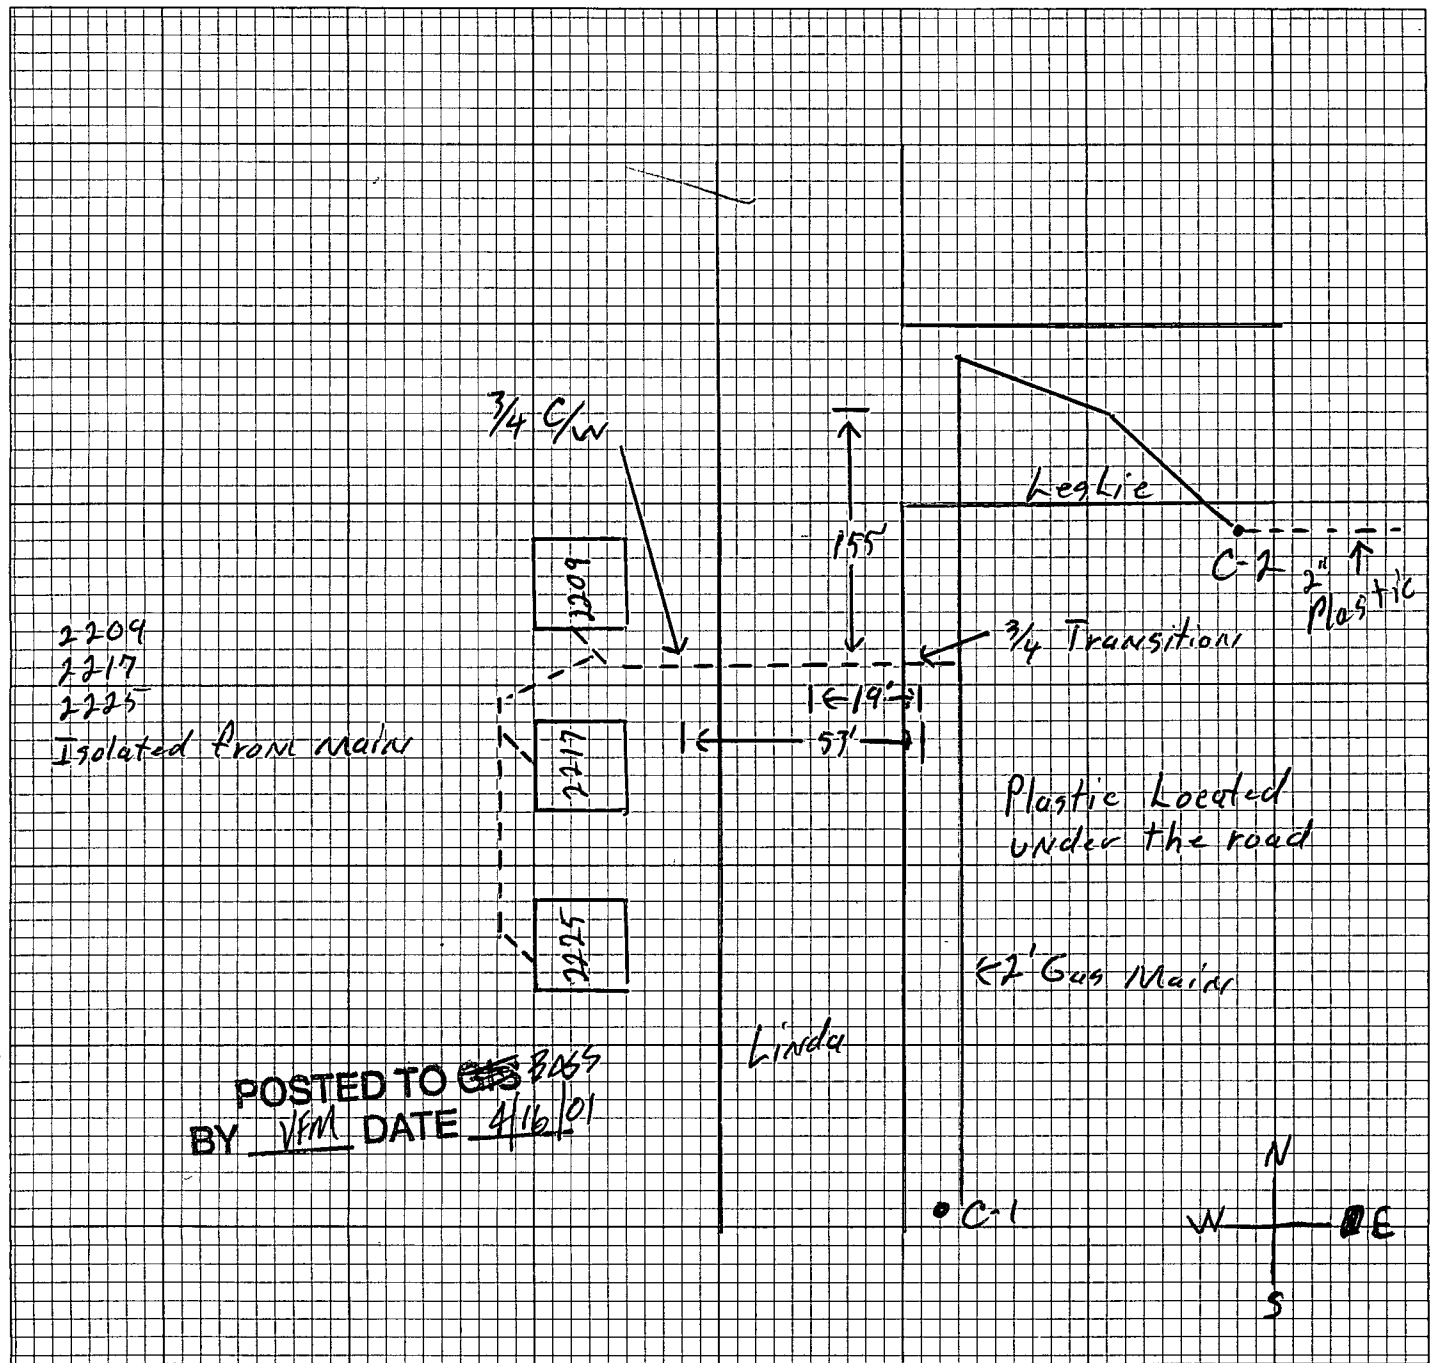 3/4 C/W
Leslie
155'
2209
C-2
2" Plastic
3/4 Transition
2209
2217
2225
Isolated from main
19'
53'
2217
Plastic Located
under the road
2225
←2' Gas Main
Linda
POSTED TO GIS BASS
BY VFM DATE 4/16/01
C-1
N
W E
S